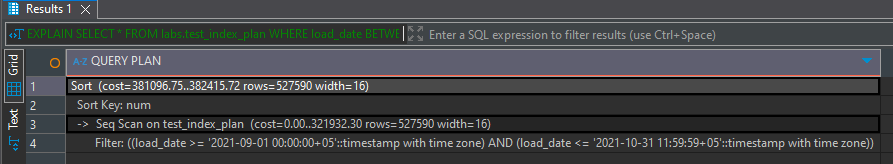 Results 1
EXPLAIN SELECT * FROM labs.test_index_plan WHERE load_date BETWE
Enter a SQL expression to filter results (use Ctrl+Space)
Grid
Text
A-Z QUERY PLAN
1 Sort (cost=381096.75..382415.72 rows=527590 width=16)
2 Sort Key: num
3 -> Seq Scan on test_index_plan (cost=0.00..321932.30 rows=527590 width=16)
4 Filter: ((load_date >= '2021-09-01 00:00:00+05'::timestamp with time zone) AND (load_date <= '2021-10-31 11:59:59+05'::timestamp with time zone))